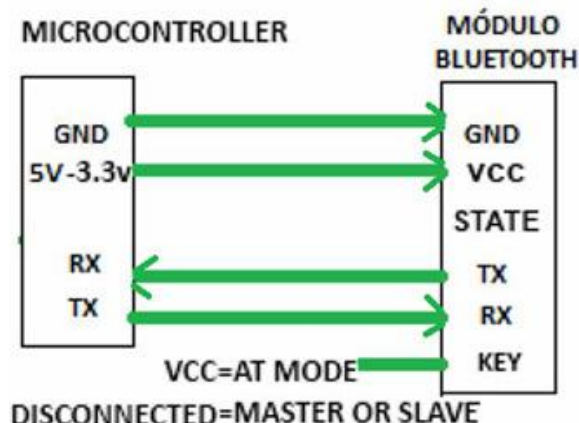 MICROCONTROLLER
MÓDULO
BLUETOOTH
GND
5V-3.3v
RX
TX
GND
VCC
STATE
TX
RX
KEY
VCC=AT MODE
DISCONNECTED=MASTER OR SLAVE